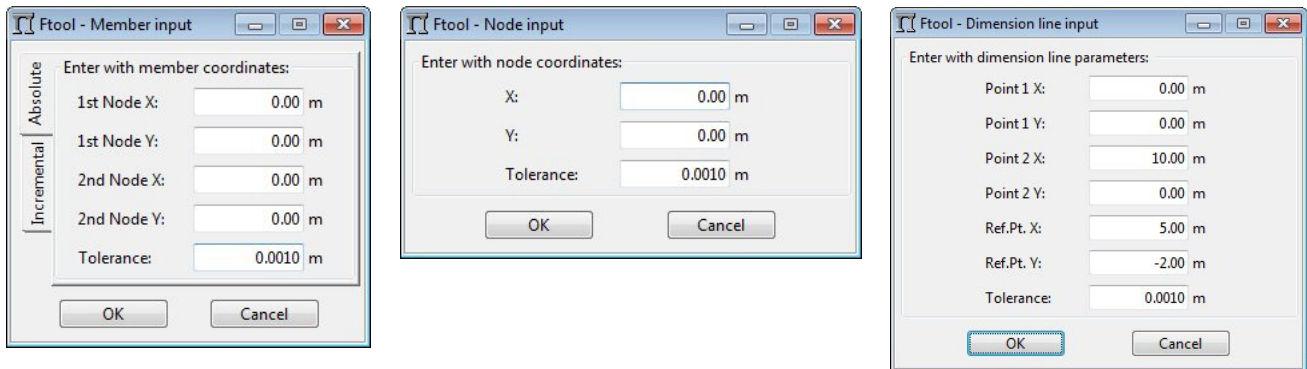 Ftool - Member input
Absolute
Incremental
Enter with member coordinates:
1st Node X: 0.00 m
1st Node Y: 0.00 m
2nd Node X: 0.00 m
2nd Node Y: 0.00 m
Tolerance: 0.0010 m
OK Cancel
Ftool - Node input
Enter with node coordinates:
X: 0.00 m
Y: 0.00 m
Tolerance: 0.0010 m
OK Cancel
Ftool - Dimension line input
Enter with dimension line parameters:
Point 1 X: 0.00 m
Point 1 Y: 0.00 m
Point 2 X: 10.00 m
Point 2 Y: 0.00 m
Ref.Pt. X: 5.00 m
Ref.Pt. Y: -2.00 m
Tolerance: 0.0010 m
OK Cancel